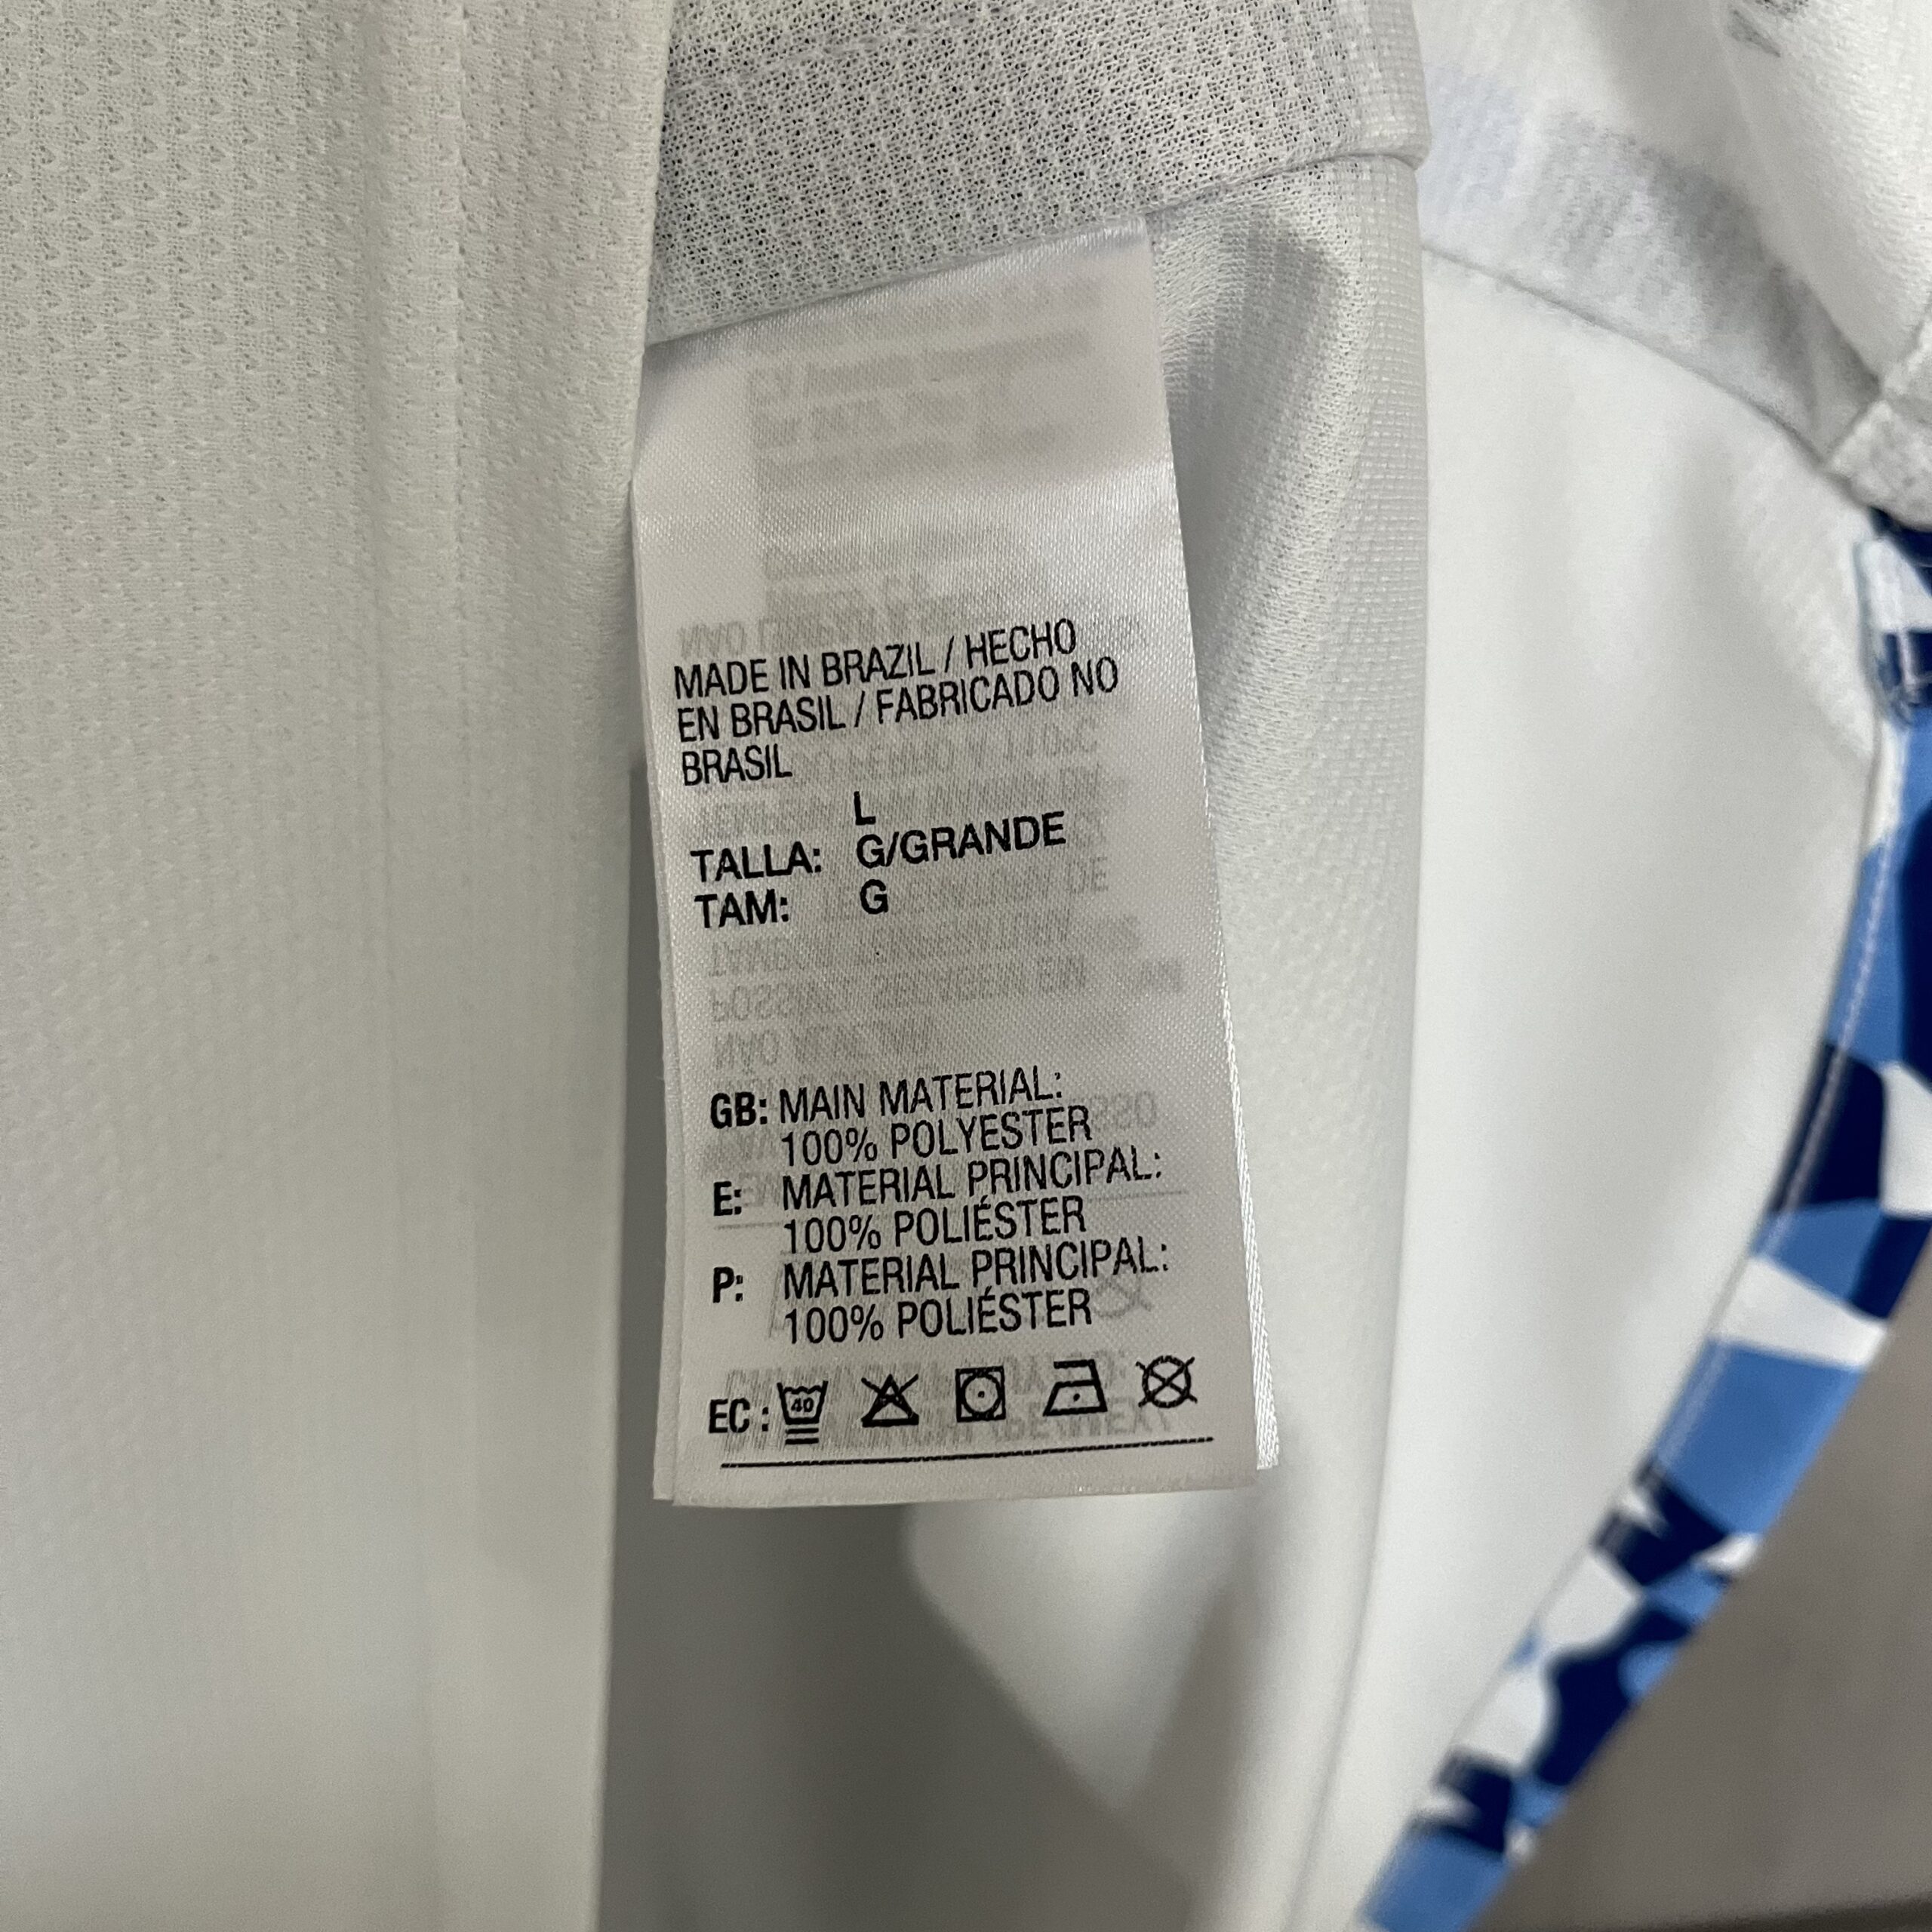 MADE IN BRAZIL / HECHO
EN BRASIL / FABRICADO NO
BRASIL
L
TALLA: G/GRANDE
TAM: G
GB: MAIN MATERIAL:
100% POLYESTER
E: MATERIAL PRINCIPAL:
100% POLIÉSTER
P: MATERIAL PRINCIPAL:
100% POLIÉSTER
EC : 40